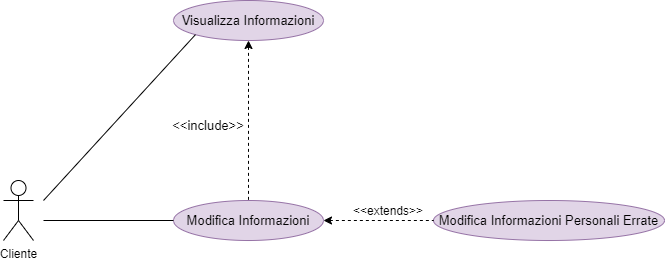 Visualizza Informazioni
<<include>>
Modifica Informazioni
<<extends>>
Modifica Informazioni Personali Errate
Cliente